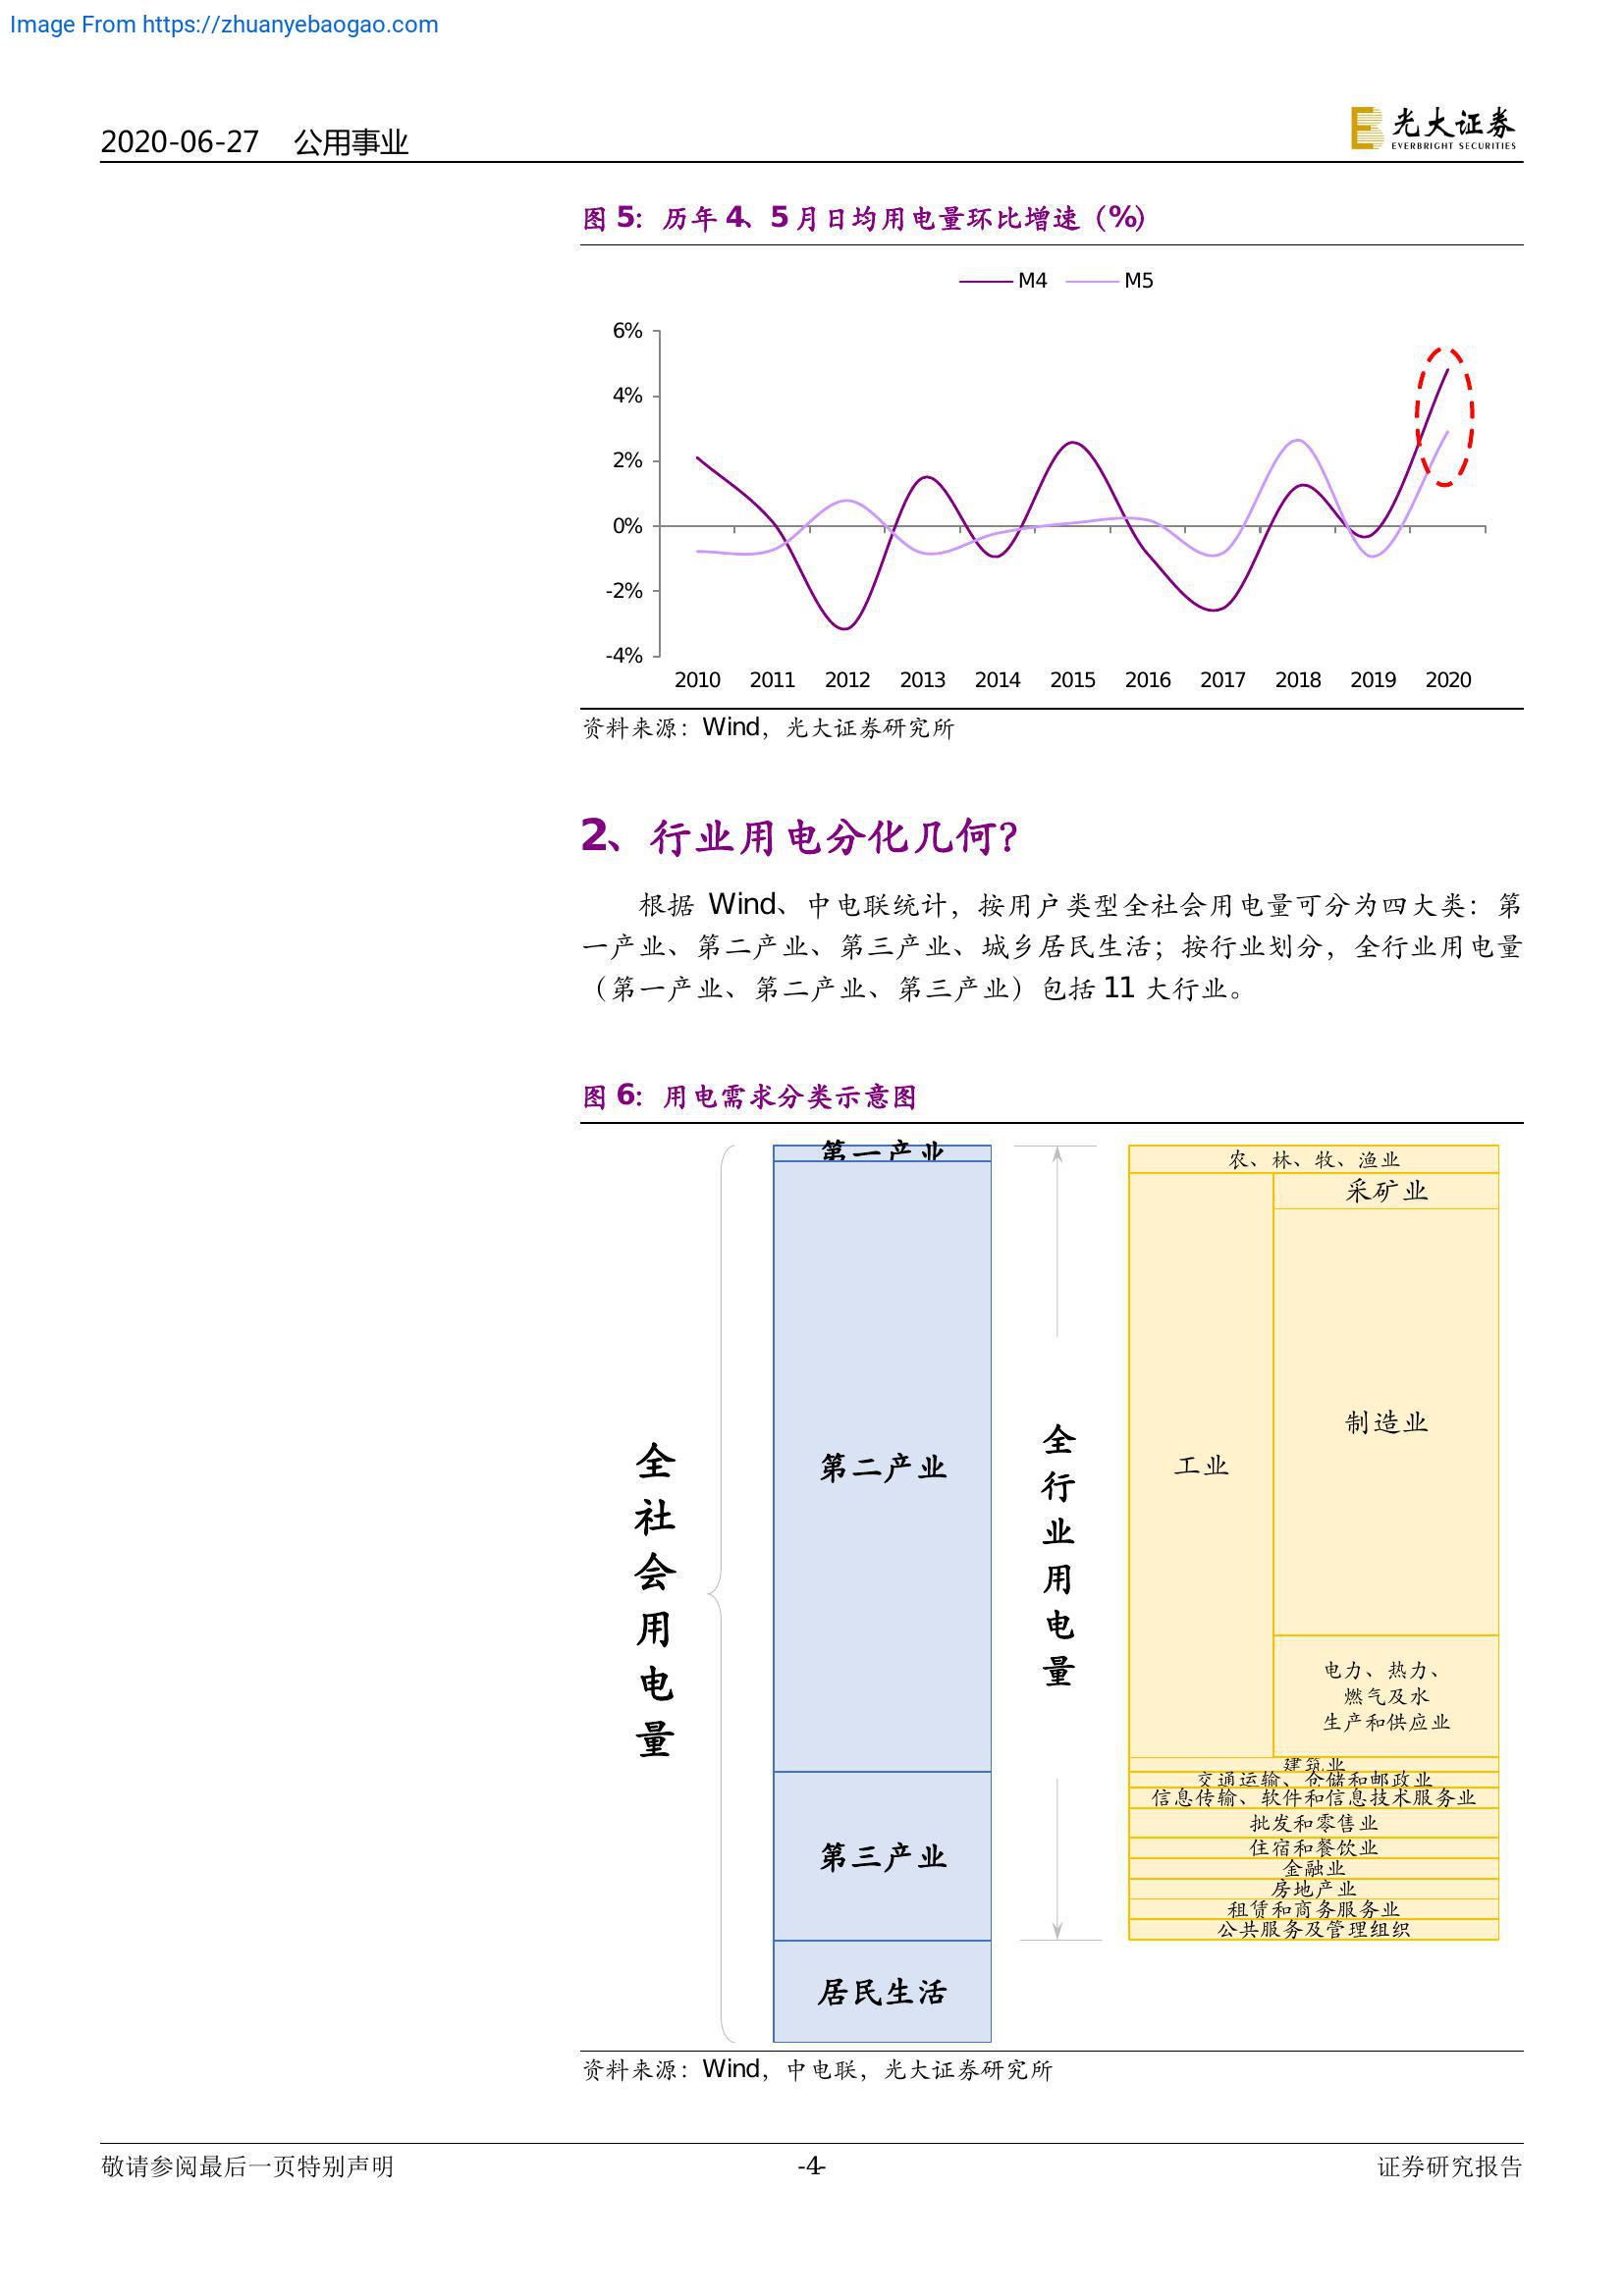 Image From https://zhuanyebaogao.com
2020-06-27 公用事业
光大证券
EVERBRIGHT SECURITIES
图 5：历年 4、5 月日均用电量环比增速（%）
M4 M5
6%
4%
2%
0%
-2%
-4%
2010 2011 2012 2013 2014 2015 2016 2017 2018 2019 2020
资料来源：Wind，光大证券研究所
2、行业用电分化几何？
根据 Wind、中电联统计，按用户类型全社会用电量可分为四大类：第
一产业、第二产业、第三产业、城乡居民生活；按行业划分，全行业用电量
（第一产业、第二产业、第三产业）包括 11 大行业。
图 6：用电需求分类示意图
全社会用电量
第一产业
第二产业
第三产业
居民生活
全行业用电量
农、林、牧、渔业
工业
采矿业
制造业
电力、热力、
燃气及水
生产和供应业
建筑业
交通运输、仓储和邮政业
信息传输、软件和信息技术服务业
批发和零售业
住宿和餐饮业
金融业
房地产业
租赁和商务服务业
公共服务及管理组织
资料来源：Wind，中电联，光大证券研究所
敬请参阅最后一页特别声明 -4- 证券研究报告